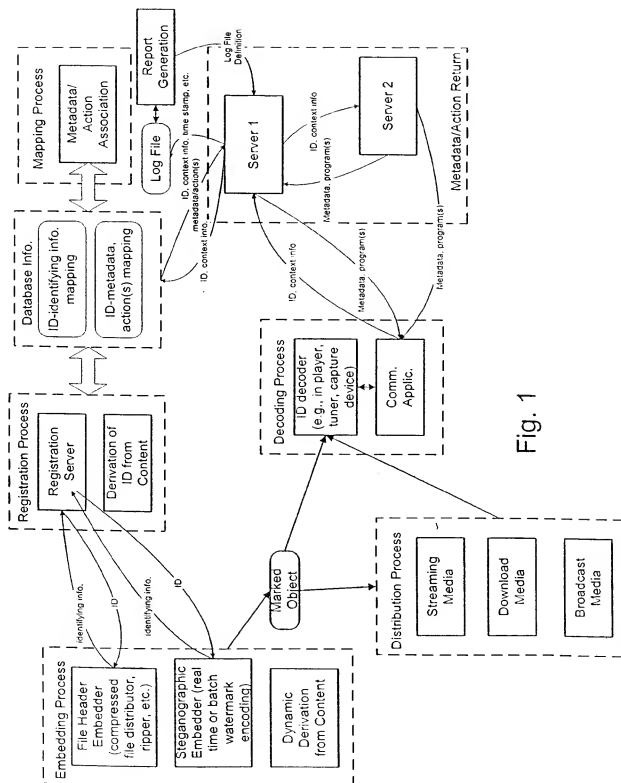 Embedding Process
File Header
Embedder
(compressed
file distributor,
ripper, etc.)
Steganographic
Embedder (real
time or batch
watermark
encoding)
Dynamic
Derivation
from Content
identifying info.
ID
identifying info.
ID
Registration Process
Registration
Server
Derivation of
ID from
Content
Database Info.
ID-identifying info.
mapping
ID-metadata,
action(s) mapping
Mapping Process
Metadata/
Action
Association
Marked
Object
Distribution Process
Streaming
Media
Download
Media
Broadcast
Media
Decoding Process
ID decoder
(e.g., in player,
tuner, capture
device)
Comm.
Applic.
ID, context info.
metadata/action(s)
ID, context info, time stamp, etc.
Log File
Report
Generation
Log File
Definition
Server 1
ID, context info
Metadata, program(s)
ID, context info
Metadata, program(s)
Server 2
Metadata, program(s)
Metadata/Action Return
Fig. 1